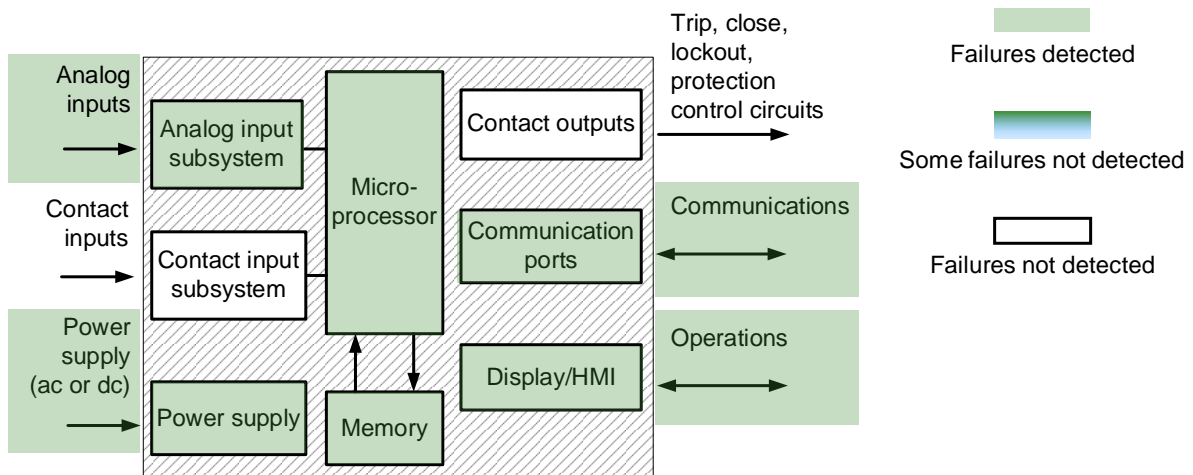 Analog
inputs
Contact
inputs
Power
supply
(ac or dc)
Analog input
subsystem
Contact input
subsystem
Power supply
Micro-
processor
Memory
Contact outputs
Communication
ports
Display/HMI
Trip, close,
lockout,
protection
control circuits
Communications
Operations
Failures detected
Some failures not detected
Failures not detected